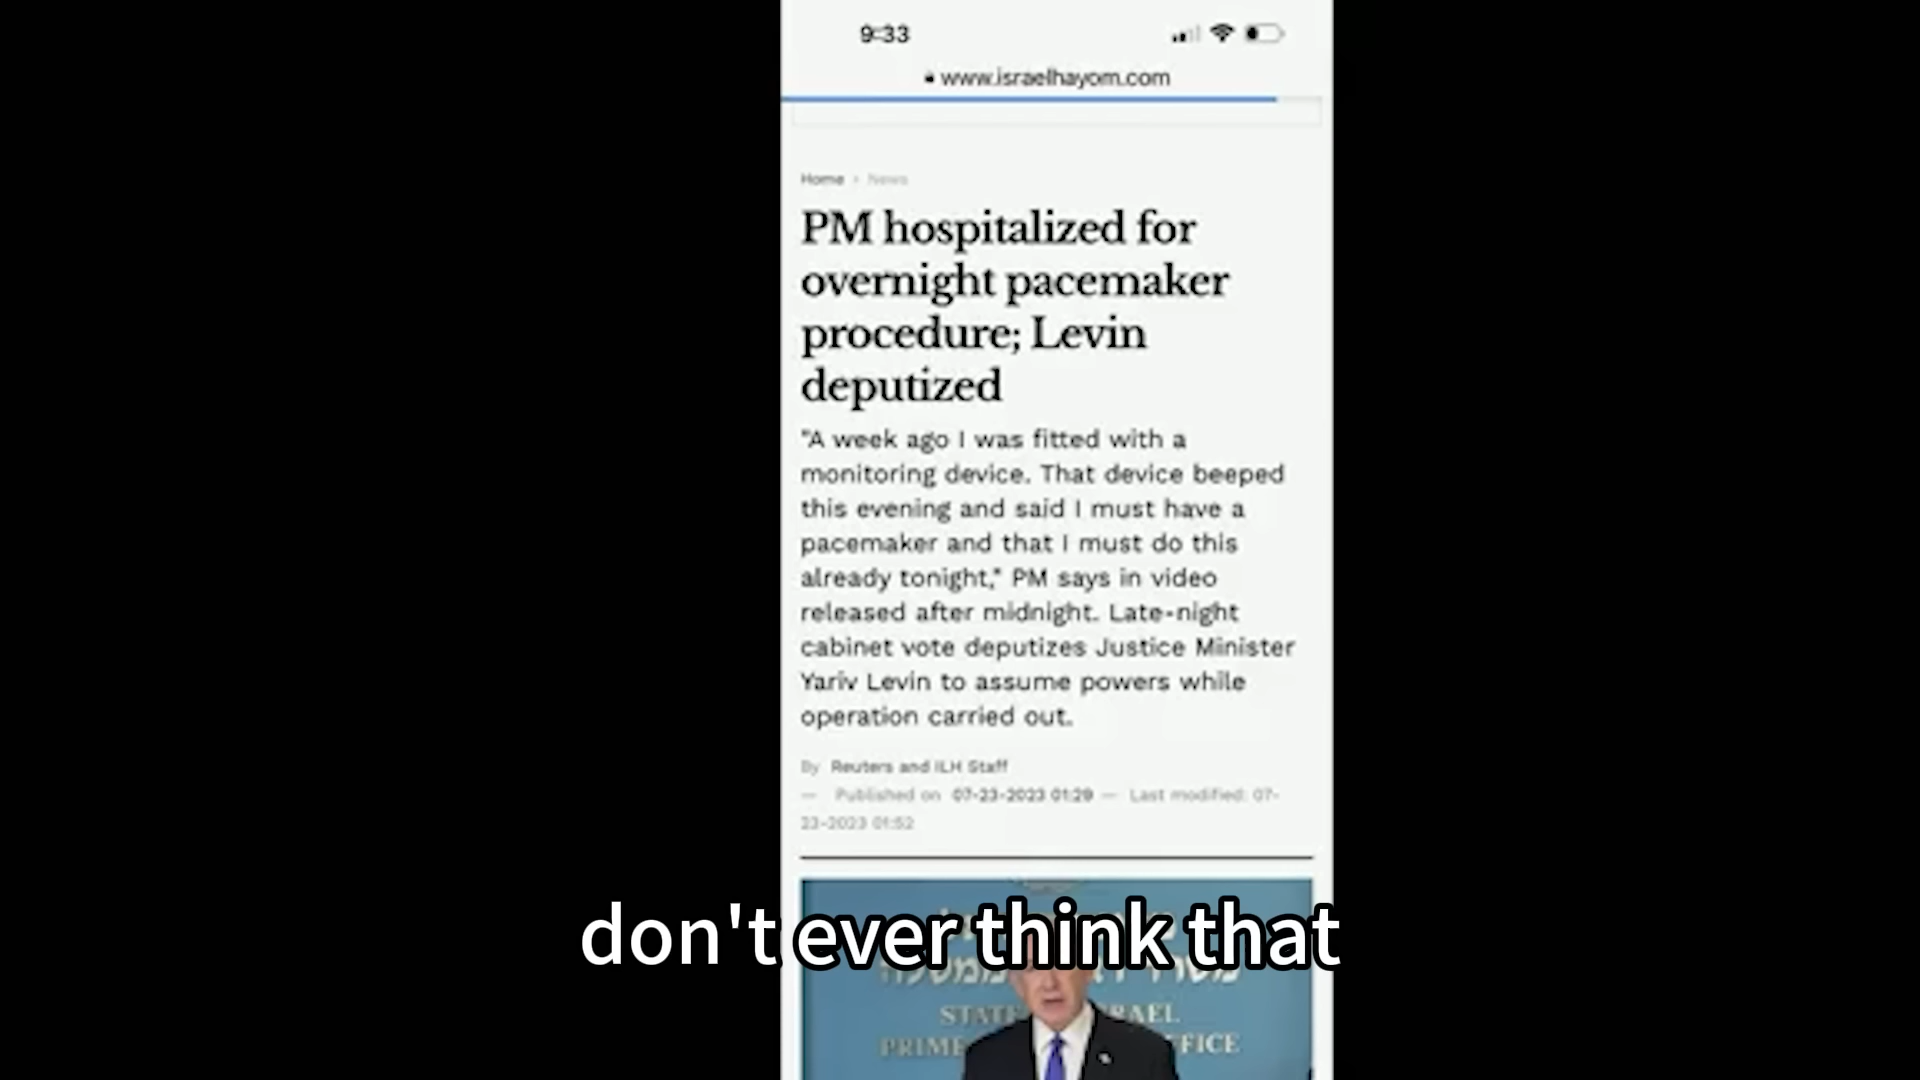 9:33
www.israelhayom.com
Home › News
PM hospitalized for
overnight pacemaker
procedure; Levin
deputized
"A week ago I was fitted with a
monitoring device. That device beeped
this evening and said I must have a
pacemaker and that I must do this
already tonight," PM says in video
released after midnight. Late-night
cabinet vote deputizes Justice Minister
Yariv Levin to assume powers while
operation carried out.
By Reuters and ILH Staff
— Published on 07-23-2023 01:29 — Last modified: 07-
23-2023 01:52
don't ever think that
STATE
PRIME